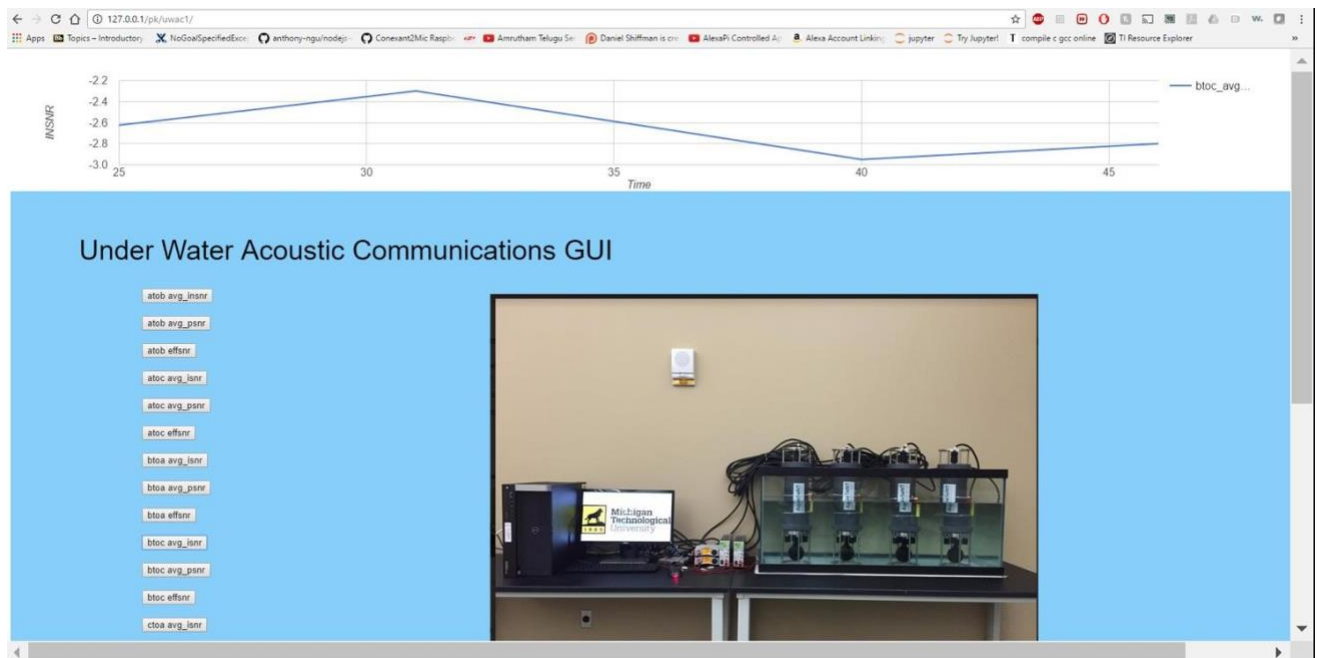 127.0.0.1/pk/uwac1/
Apps Topics – Introductory NoGoalSpecifiedExce anthony-ngu/nodejs Conexant2Mic Raspb Amrutham Telugu Se Daniel Shiffman is cre AlexaPi Controlled A Alexa Account Linking jupyter Try Jupyter! compile c gcc online TI Resource Explorer »
-2.2
-2.4
-2.6
-2.8
-3.0
INSNR
25 30 35 40 45
Time
btoc_avg...
Under Water Acoustic Communications GUI
atob avg_insnr
atob avg_psnr
atob effsnr
atoc avg_isnr
atoc avg_psnr
atoc effsnr
btoa avg_isnr
btoa avg_psnr
btoa effsnr
btoc avg_isnr
btoc avg_psnr
btoc effsnr
ctoa avg_isnr
Michigan
Technological
University